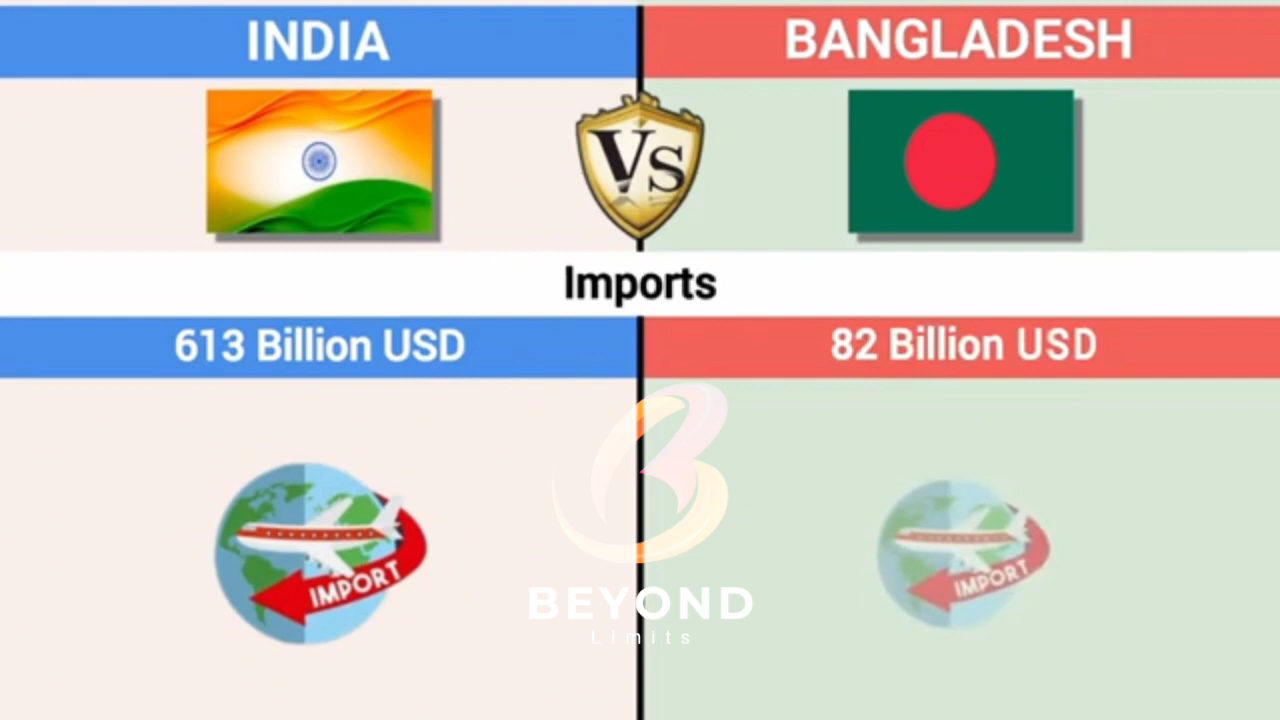 INDIA
BANGLADESH
Vs
Imports
613 Billion USD
82 Billion USD
IMPORT
IMPORT
BEYOND
Limits